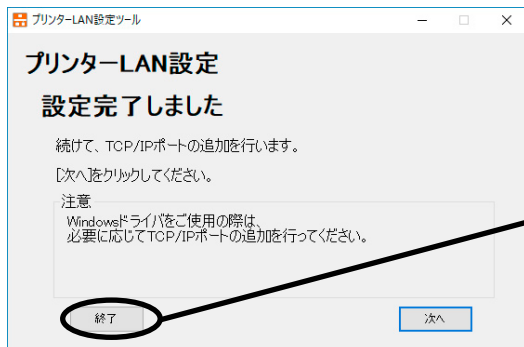 プリンターLAN設定ツール
プリンターLAN設定
設定完了しました
続けて、TCP/IPポートの追加を行います。
[次へ]をクリックしてください。
注意
Windowsドライバをご使用の際は、
必要に応じてTCP/IPポートの追加を行ってください。
終了
次へ